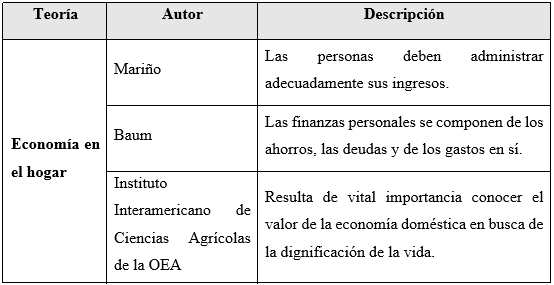 Teoría
Autor
Descripción
Economía en
el hogar
Mariño
Las personas deben administrar
adecuadamente sus ingresos.
Baum
Las finanzas personales se componen de los
ahorros, las deudas y de los gastos en sí.
Instituto
Interamericano de
Ciencias Agrícolas
de la OEA
Resulta de vital importancia conocer el
valor de la economía doméstica en busca de
la dignificación de la vida.